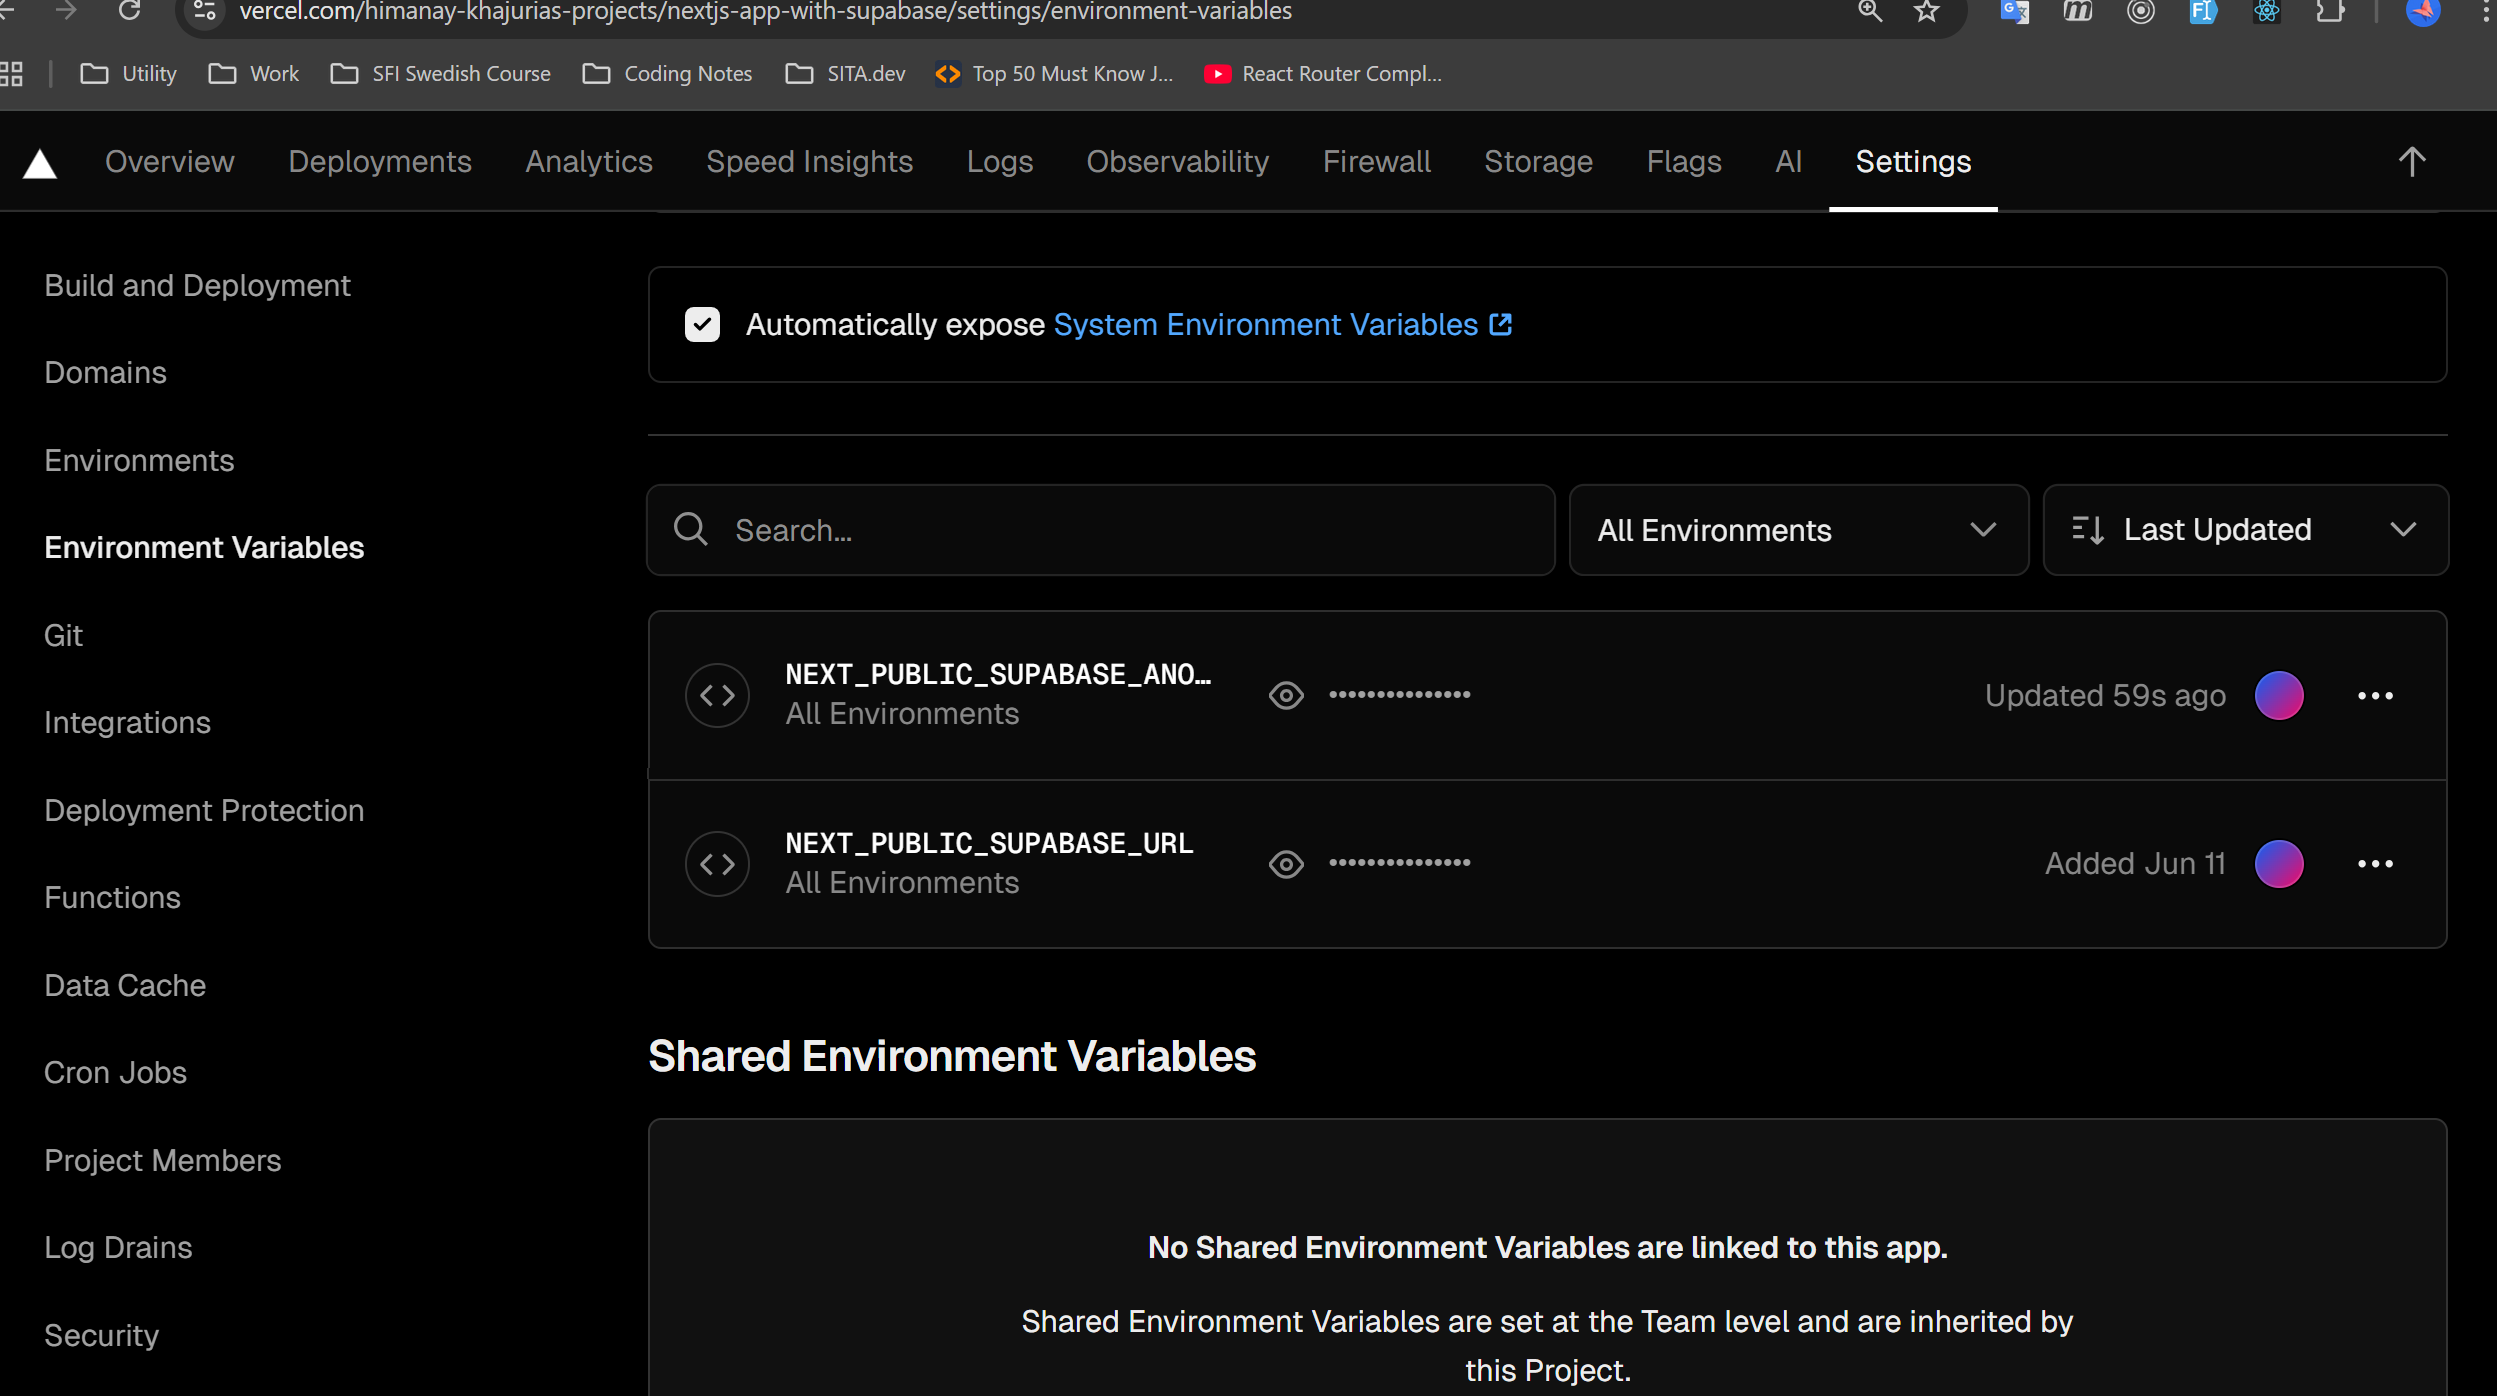 vercel.com/himanay-khajurias-projects/nextjs-app-with-supabase/settings/environment-variables
Utility
Work
SFI Swedish Course
Coding Notes
SITA.dev
Top 50 Must Know J...
React Router Compl...
Overview
Deployments
Analytics
Speed Insights
Logs
Observability
Firewall
Storage
Flags
AI
Settings
Build and Deployment
Domains
Environments
Environment Variables
Git
Integrations
Deployment Protection
Functions
Data Cache
Cron Jobs
Project Members
Log Drains
Security
Automatically expose System Environment Variables
Search...
All Environments
Last Updated
NEXT_PUBLIC_SUPABASE_ANO...
All Environments
•••••••••••••••
Updated 59s ago
NEXT_PUBLIC_SUPABASE_URL
All Environments
•••••••••••••••
Added Jun 11
Shared Environment Variables
No Shared Environment Variables are linked to this app.
Shared Environment Variables are set at the Team level and are inherited by
this Project.